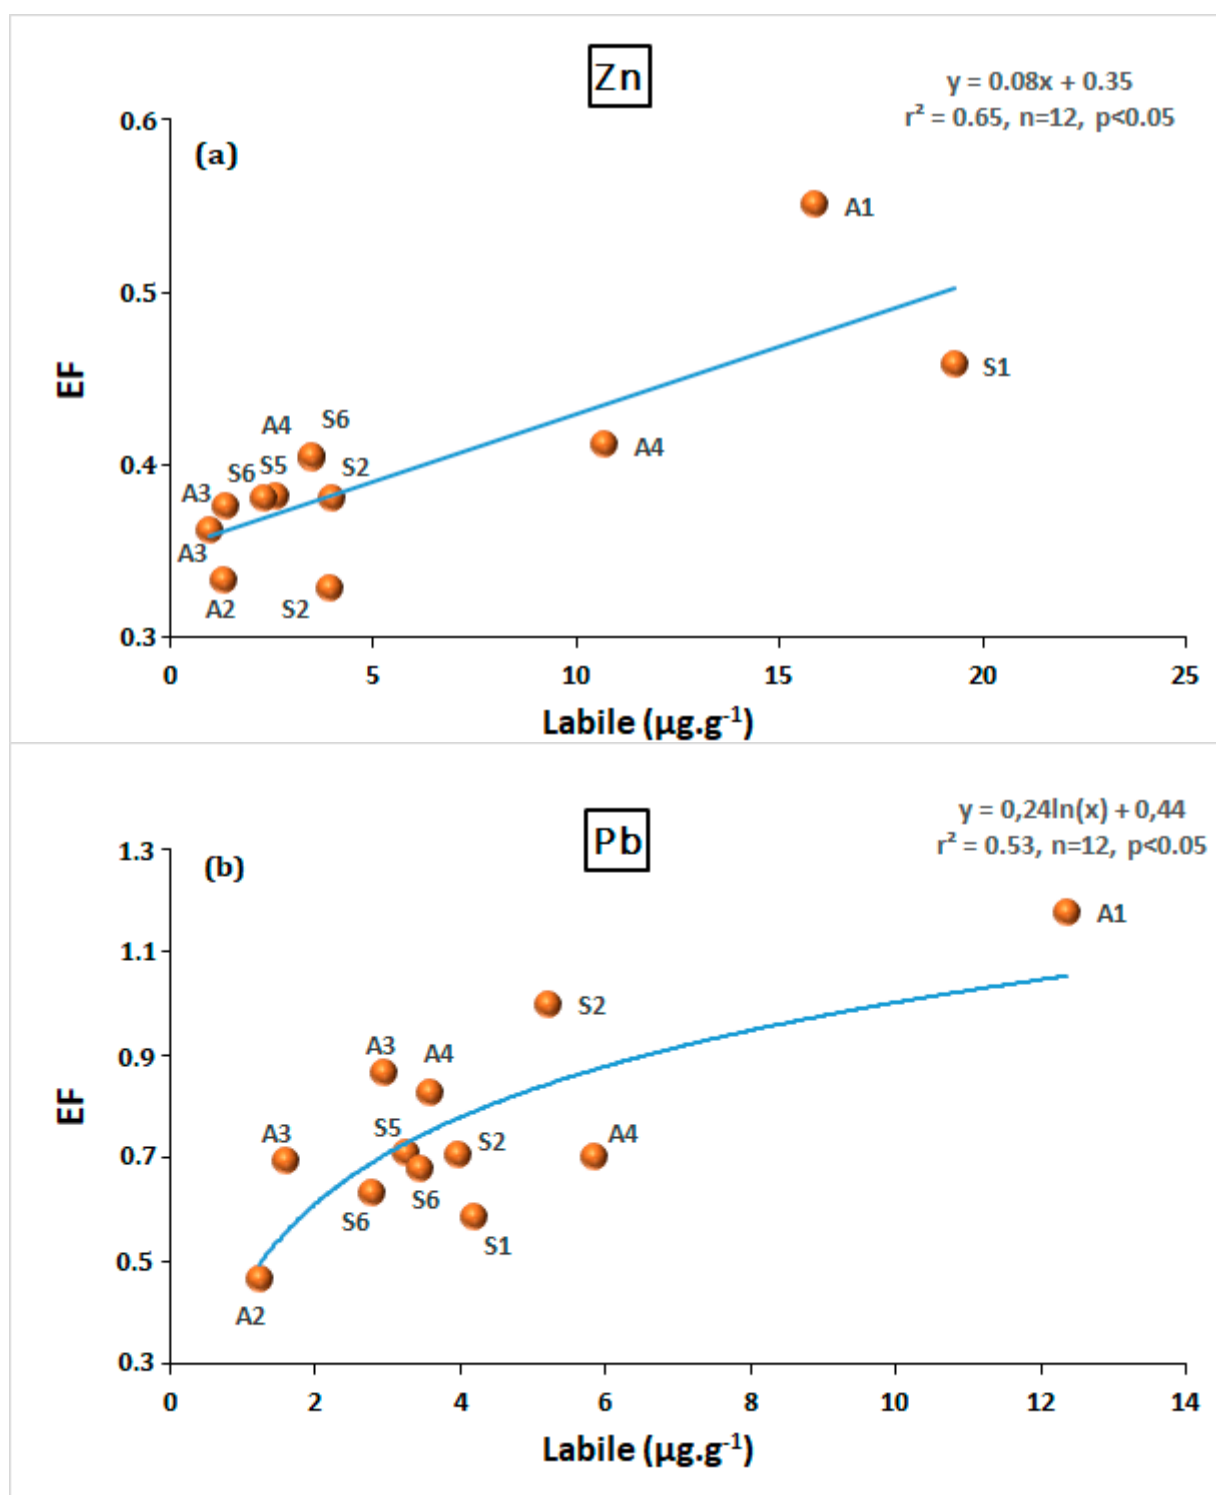 Zn
y = 0.08x + 0.35
r² = 0.65, n=12, p<0.05
0.6
(a)
A1
0.5
EF
S1
A4 S6
A4
0.4
S6 S5 S2
A3
A3
A2 S2
0.3
0 5 10 15 20 25
Labile (µg.g⁻¹)
y = 0,24ln(x) + 0,44
Pb
r² = 0.53, n=12, p<0.05
1.3
(b)
A1
1.1
S2
0.9
A3 A4
EF
A3 S5 S2 A4
0.7
S6 S6
S1
0.5
A2
0.3
0 2 4 6 8 10 12 14
Labile (µg.g⁻¹)